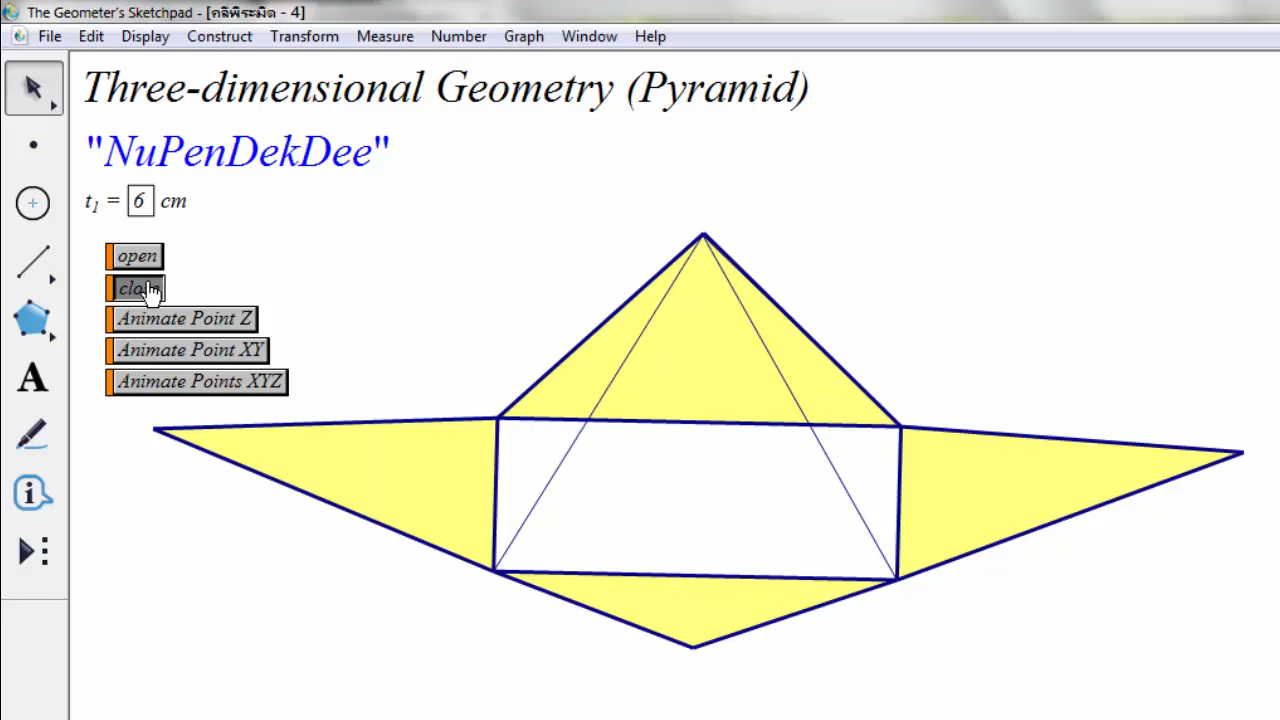 The Geometer's Sketchpad - [คลี่พีระมิด - 4]
File Edit Display Construct Transform Measure Number Graph Window Help
Three-dimensional Geometry (Pyramid)
"NuPenDekDee"
t1 = 6 cm
open
Animate Point Z
Animate Point XY
Animate Points XYZ
A
i